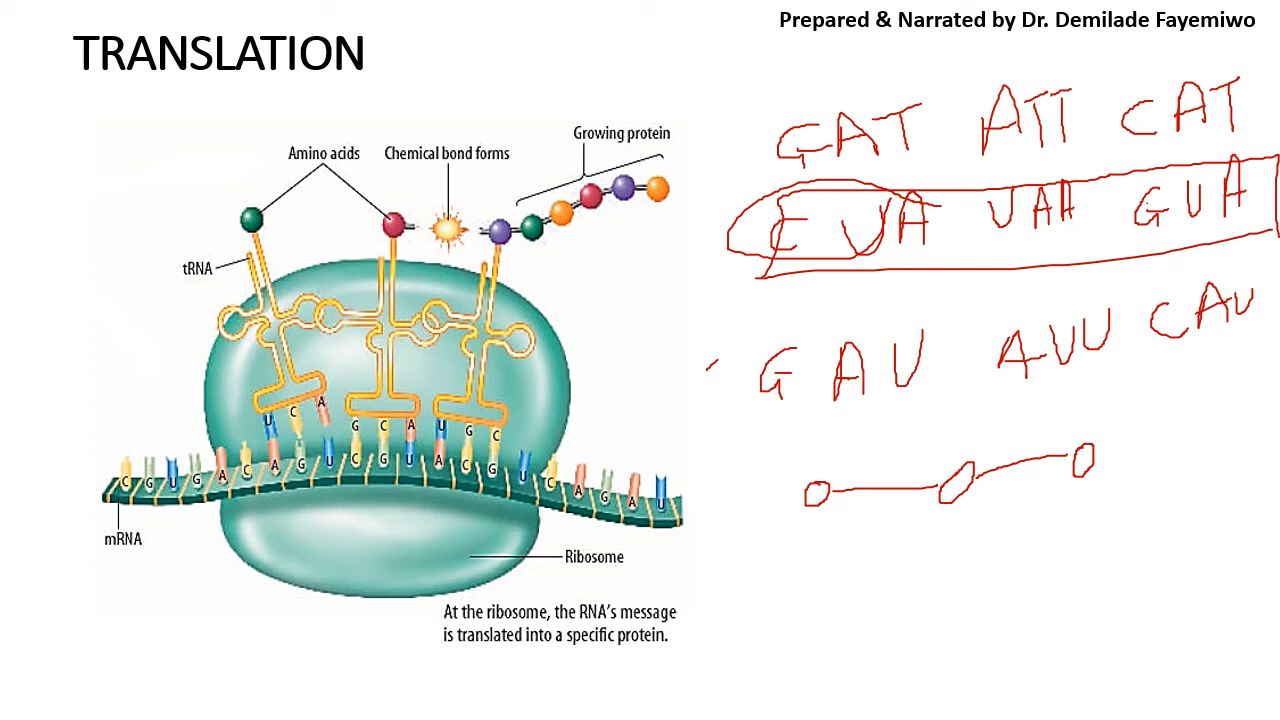 Prepared & Narrated by Dr. Demilade Fayemiwo
TRANSLATION
Growing protein
Amino acids
Chemical bond forms
tRNA
U C A
G C A
U G C
C G U G A C A G U C G U A C G U C A G A U
mRNA
Ribosome
At the ribosome, the RNA's message
is translated into a specific protein.
GAT ATT CAT
CUA UAA GUA
GAU AUU CAU